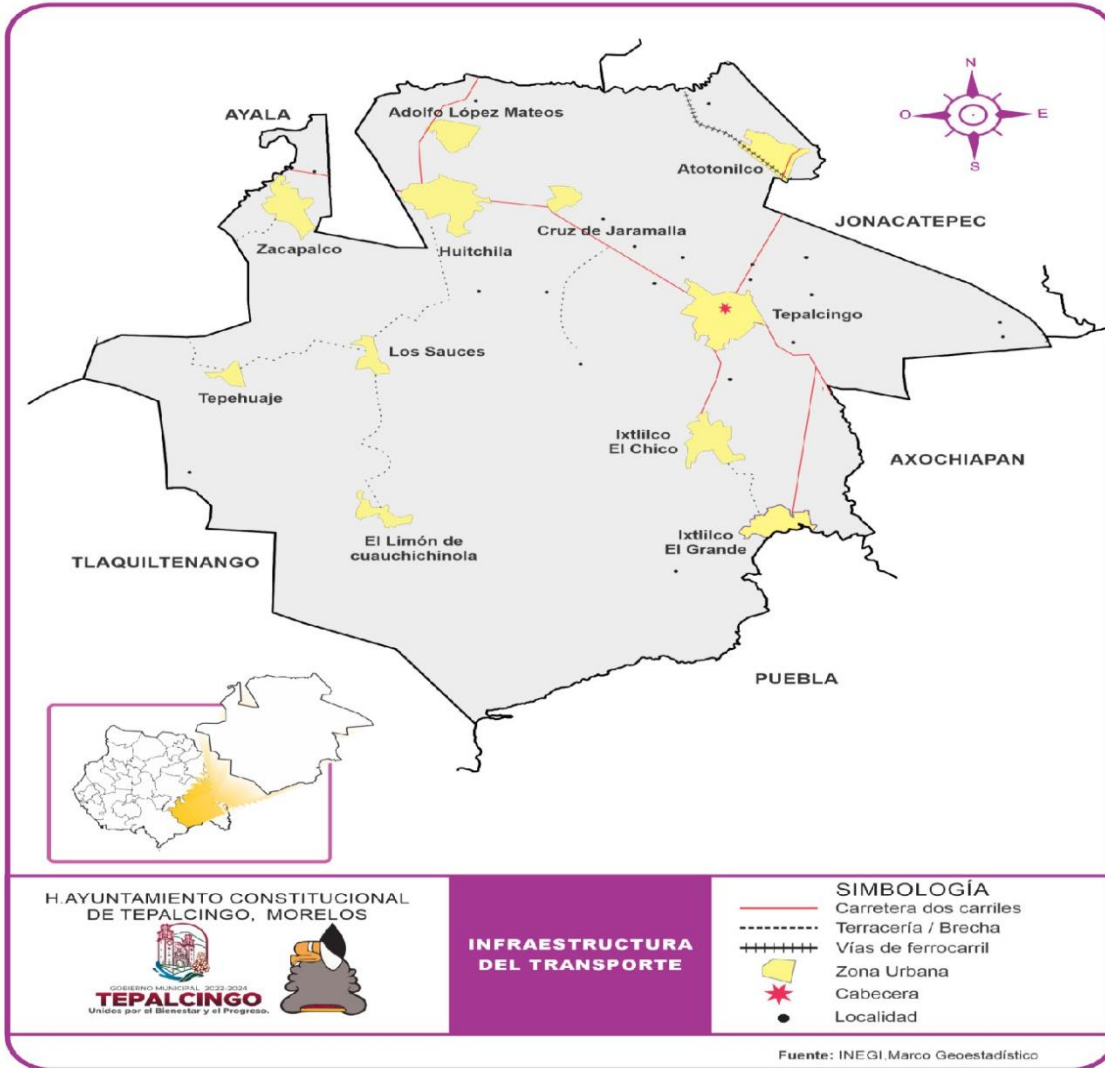 N
O
E
S
AYALA
Adolfo López Mateos
Atotonilco
JONACATEPEC
Zacapalco
Huitchila
Cruz de Jaramalla
Tepalcingo
Los Sauces
Tepehuaje
Ixtlilco
El Chico
AXOCHIAPAN
El Limón de
cuauchichinola
Ixtlilco
El Grande
TLAQUILTENANGO
PUEBLA
H.AYUNTAMIENTO CONSTITUCIONAL
DE TEPALCINGO, MORELOS
GOBIERNO MUNICIPAL 2022-2024
TEPALCINGO
Unidos por el Bienestar y el Progreso.
INFRAESTRUCTURA
DEL TRANSPORTE
SIMBOLOGÍA
Carretera dos carriles
Terracería / Brecha
Vías de ferrocarril
Zona Urbana
Cabecera
Localidad
Fuente: INEGI,Marco Geoestadístico